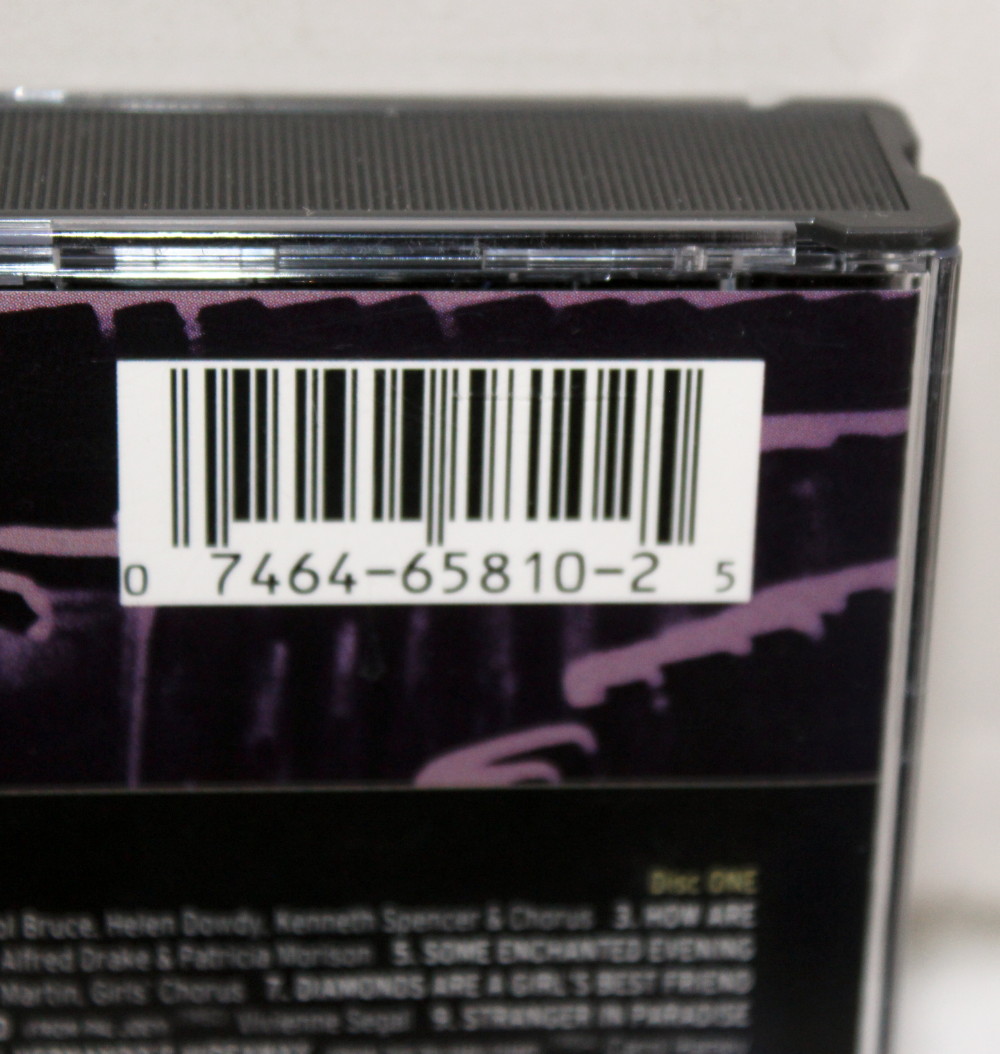 0 7464-65810-2 5
Disc ONE
ol Bruce, Helen Dowdy, Kenneth Spencer & Chorus 3. HOW ARE
Alfred Drake & Patricia Morison 5. SOME ENCHANTED EVENING
Martin, Girls' Chorus 7. DIAMONDS ARE A GIRL'S BEST FRIEND
Vivienne Segal 9. STRANGER IN PARADISE